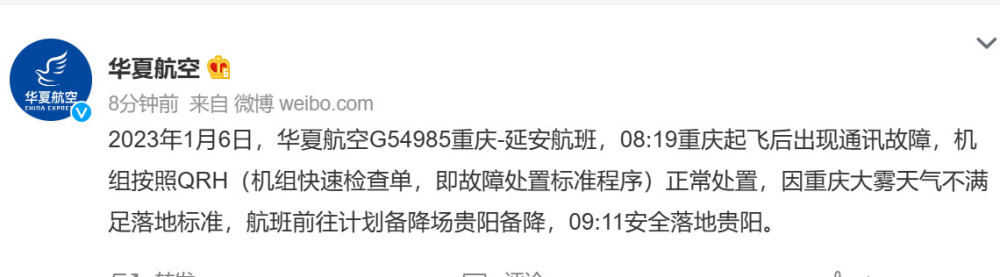 华夏航空
华夏航空
CHINA EXPRESS
8分钟前 来自 微博 weibo.com
2023年1月6日，华夏航空G54985重庆-延安航班，08:19重庆起飞后出现通讯故障，机
组按照QRH（机组快速检查单，即故障处置标准程序）正常处置，因重庆大雾天气不满
足落地标准，航班前往计划备降场贵阳备降，09:11安全落地贵阳。
转发
评论